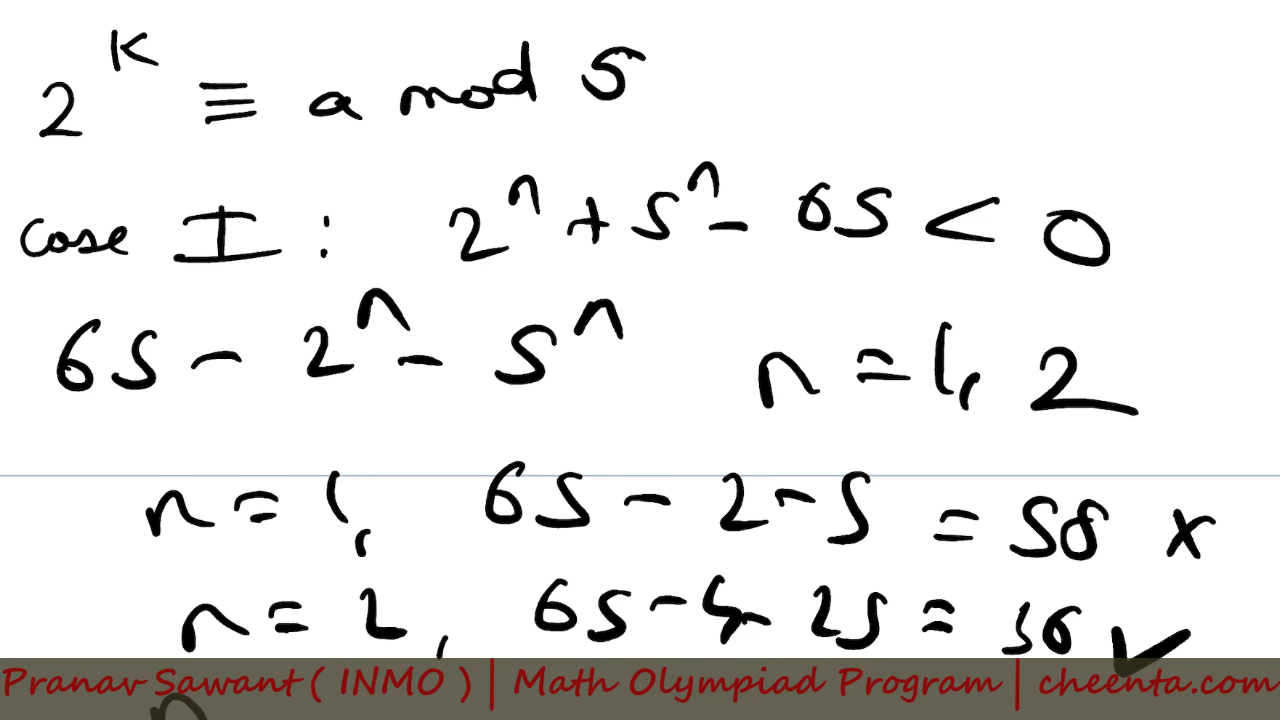 2^k ≡ a mod 5
case I : 2^n + 5^n - 65 < 0
65 - 2^n - 5^n n = 1, 2
n = 1, 65 - 2 - 5 = 58 x
n = 2, 65 - 4 - 25 = 36 ✓
Pranav Sawant ( INMO ) | Math Olympiad Program | cheenta.com